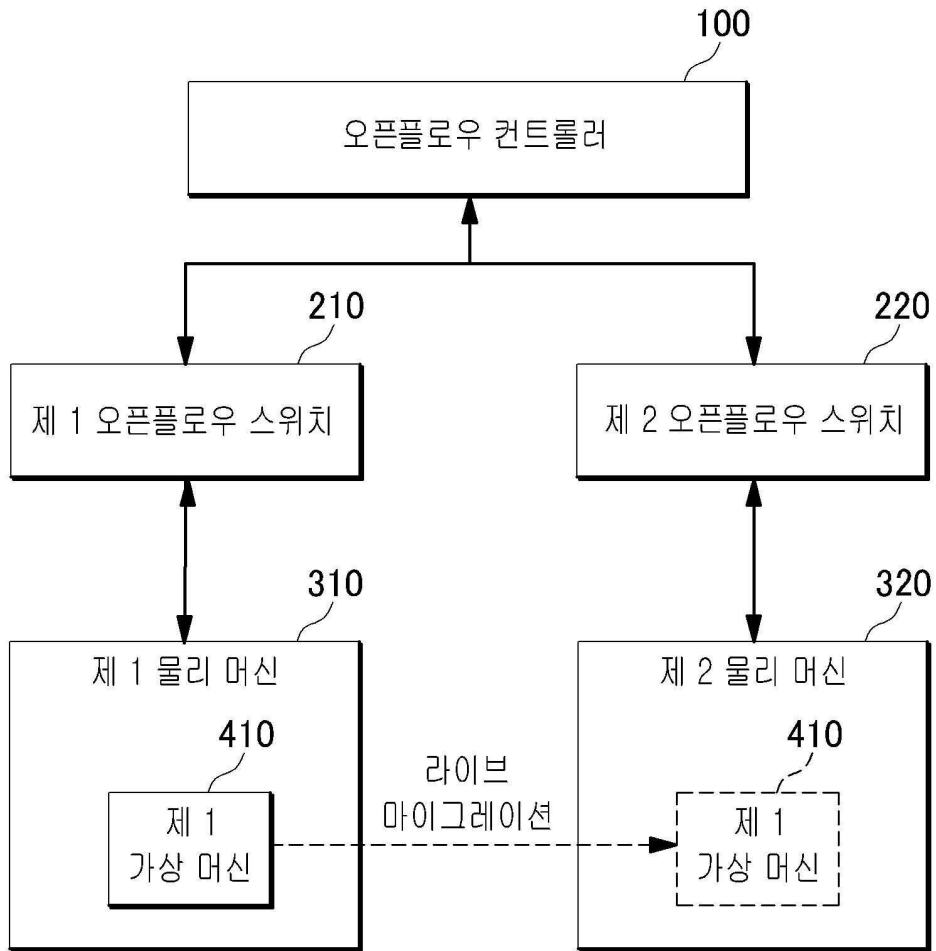 100
오픈플로우 컨트롤러
210
220
제 1 오픈플로우 스위치
제 2 오픈플로우 스위치
310
320
제 1 물리 머신
제 2 물리 머신
410
410
라이브
마이그레이션
제 1
가상 머신
제 1
가상 머신